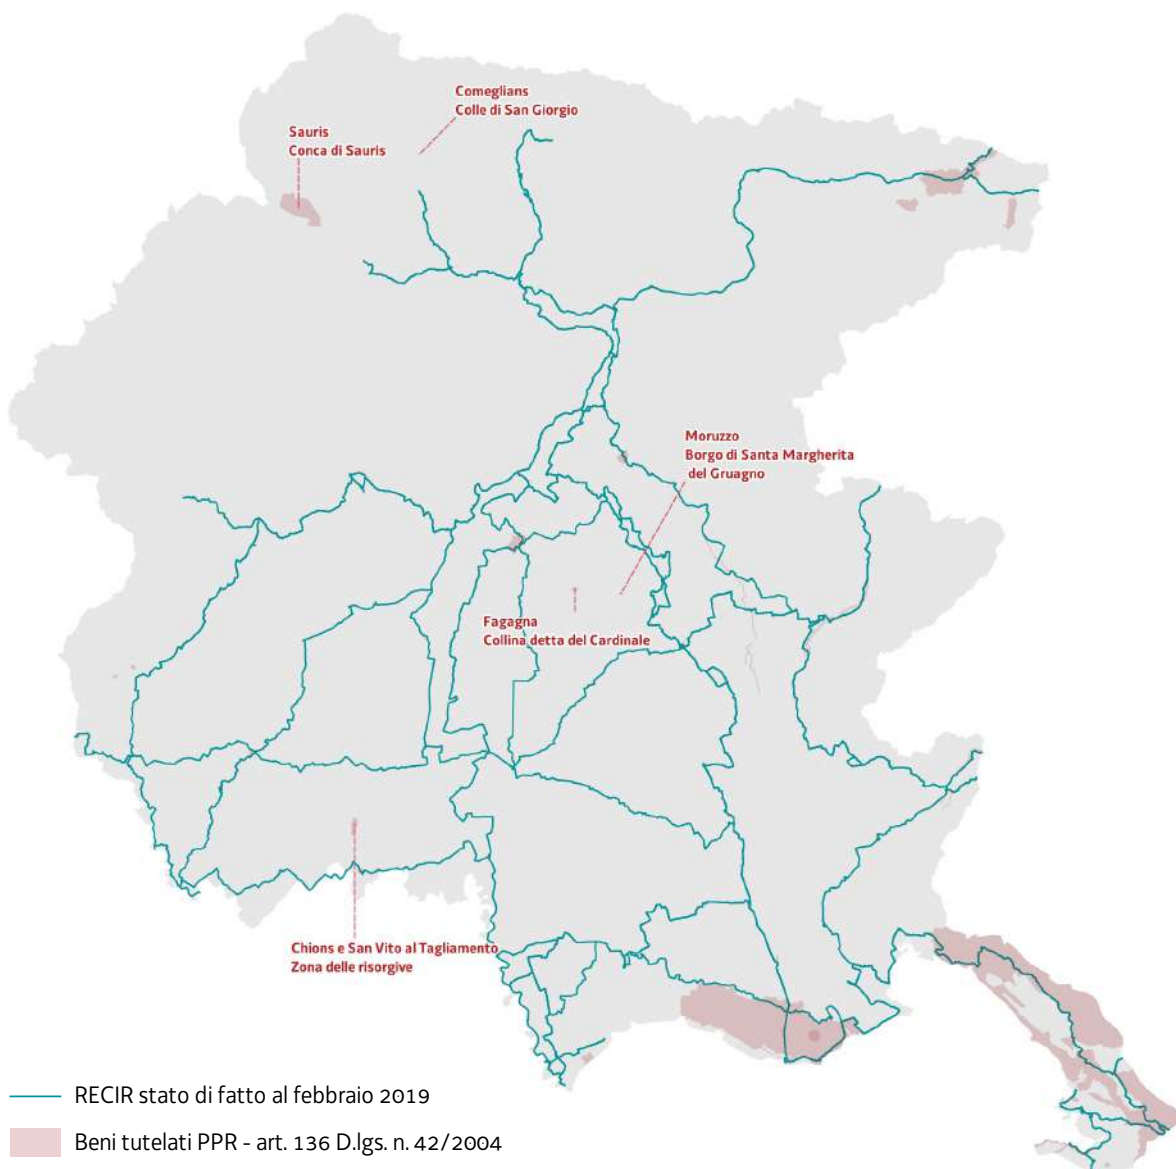 Comeglians
Colle di San Giorgio
Sauris
Conca di Sauris
Moruzzo
Borgo di Santa Margherita
del Gruagno
Fagagna
Collina detta del Cardinale
Chions e San Vito al Tagliamento
Zona delle risorgive
RECIR stato di fatto al febbraio 2019
Beni tutelati PPR - art. 136 D.lgs. n. 42/2004